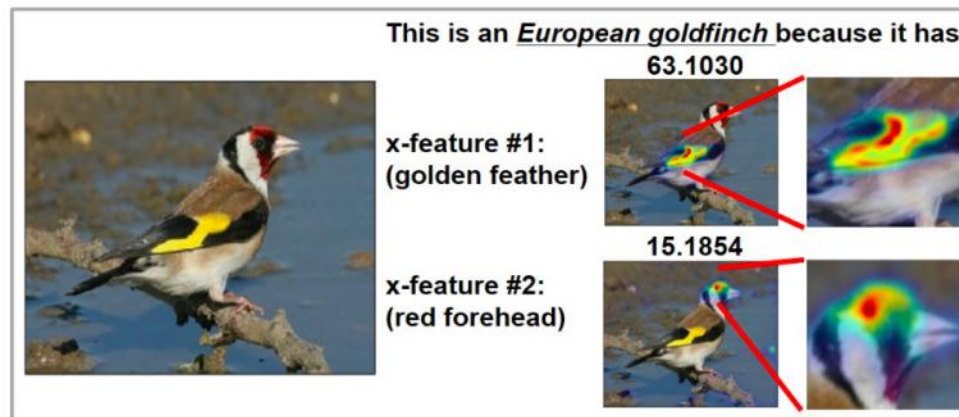 This is an European goldfinch because it has
63.1030
x-feature #1:
(golden feather)
15.1854
x-feature #2:
(red forehead)